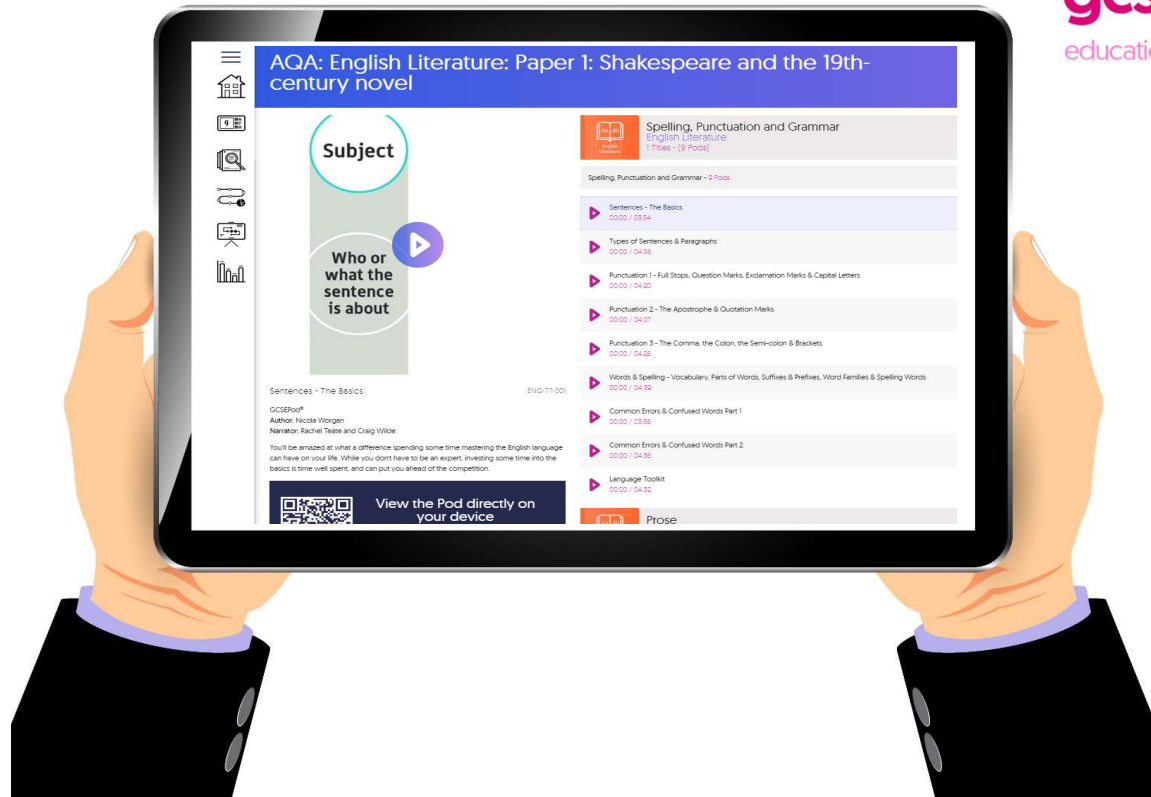 educatio
AQA: English Literature: Paper 1: Shakespeare and the 19th-
century novel
Subject
Who or
what the
sentence
is about
Sentences - The Basics
ENG-77-001
GCSEPod®
Author: Nicola Worgan
Narrator: Rachel Teate and Craig Wilde
You'll be amazed at what a difference spending some time mastering the English language
can have on your life. While you don't have to be an expert, investing some time into the
basics is time well spent, and can put you ahead of the competition.
View the Pod directly on
your device
Spelling, Punctuation and Grammar
English Literature
1 Titles - (9 Pods)
Spelling, Punctuation and Grammar - 9 Pods
Sentences - The Basics
00:00 / 03:54
Types of Sentences & Paragraphs
00:00 / 04:56
Punctuation 1 - Full Stops, Question Marks, Exclamation Marks & Capital Letters
00:00 / 04:20
Punctuation 2 - The Apostrophe & Quotation Marks
00:00 / 04:07
Punctuation 3 - The Comma, the Colon, the Semi-colon & Brackets
00:00 / 04:26
Words & Spelling - Vocabulary, Parts of Words, Suffixes & Prefixes, Word Families & Spelling Words
00:00 / 04:39
Common Errors & Confused Words Part 1
00:00 / 03:56
Common Errors & Confused Words Part 2
00:00 / 04:36
Language Toolkit
00:00 / 04:32
Prose